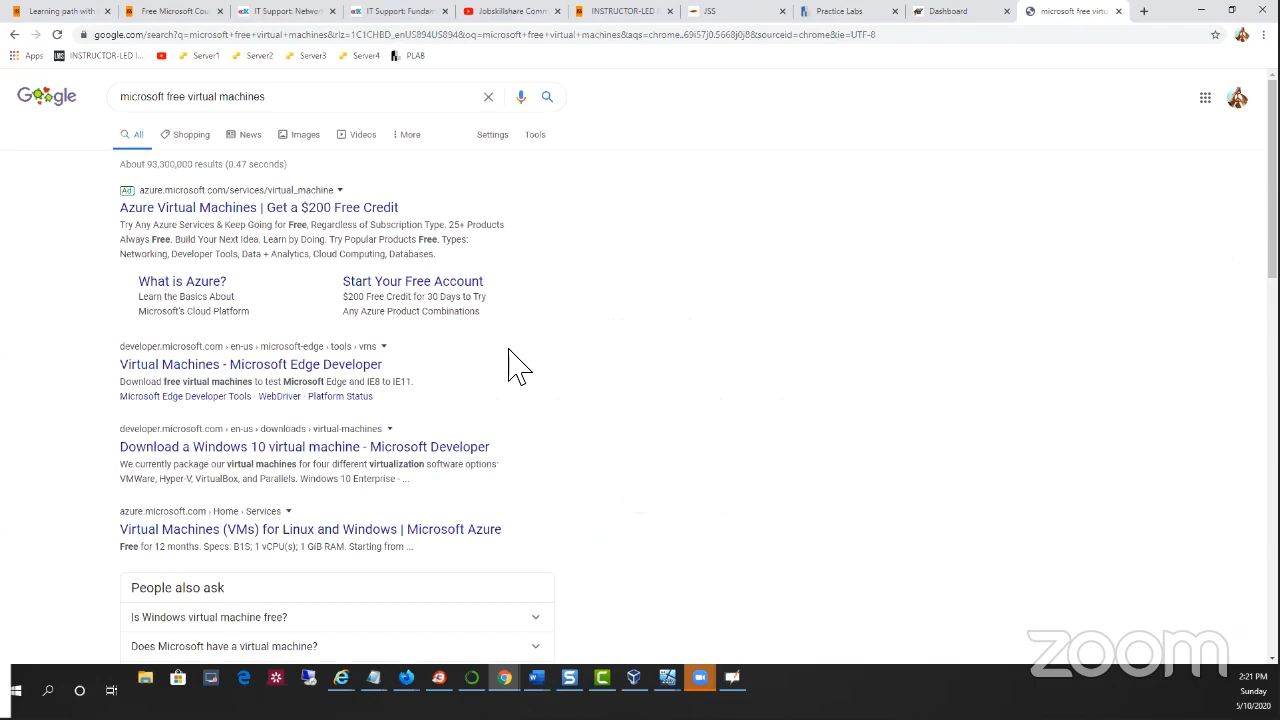 Learning path with
Free Microsoft Cou
IT Support: Networ
IT Support: Fundam
Jobskillshare Comm
INSTRUCTOR-LED
JSS
Practice Labs
Dashboard
microsoft free virtu
google.com/search?q=microsoft+free+virtual+machines&rlz=1C1CHBD_enUS894US894&oq=microsoft+free+virtual+machines&aqs=chrome..69i57j0.5668j0j8&sourceid=chrome&ie=UTF-8
Apps
INSTRUCTOR-LED I...
Server1
Server2
Server3
Server4
PLAB
Google
microsoft free virtual machines
All
Shopping
News
Images
Videos
More
Settings
Tools
About 93,300,000 results (0.47 seconds)
Ad azure.microsoft.com/services/virtual_machine
Azure Virtual Machines | Get a $200 Free Credit
Try Any Azure Services & Keep Going for Free, Regardless of Subscription Type. 25+ Products
Always Free, Build Your Next Idea. Learn by Doing. Try Popular Products Free. Types:
Networking, Developer Tools, Data + Analytics, Cloud Computing, Databases.
What is Azure?
Learn the Basics About
Microsoft's Cloud Platform
Start Your Free Account
$200 Free Credit for 30 Days to Try
Any Azure Product Combinations
developer.microsoft.com › en-us › microsoft-edge › tools › vms
Virtual Machines - Microsoft Edge Developer
Download free virtual machines to test Microsoft Edge and IE8 to IE11.
Microsoft Edge Developer Tools · WebDriver · Platform Status
developer.microsoft.com › en-us › downloads › virtual-machines
Download a Windows 10 virtual machine - Microsoft Developer
We currently package our virtual machines for four different virtualization software options:
VMWare, Hyper-V, VirtualBox, and Parallels. Windows 10 Enterprise - ...
azure.microsoft.com › Home › Services
Virtual Machines (VMs) for Linux and Windows | Microsoft Azure
Free for 12 months. Specs: B1S; 1 vCPU(s); 1 GIB RAM. Starting from ...
People also ask
Is Windows virtual machine free?
Does Microsoft have a virtual machine?
zoom
2:21 PM
Sunday
5/10/2020